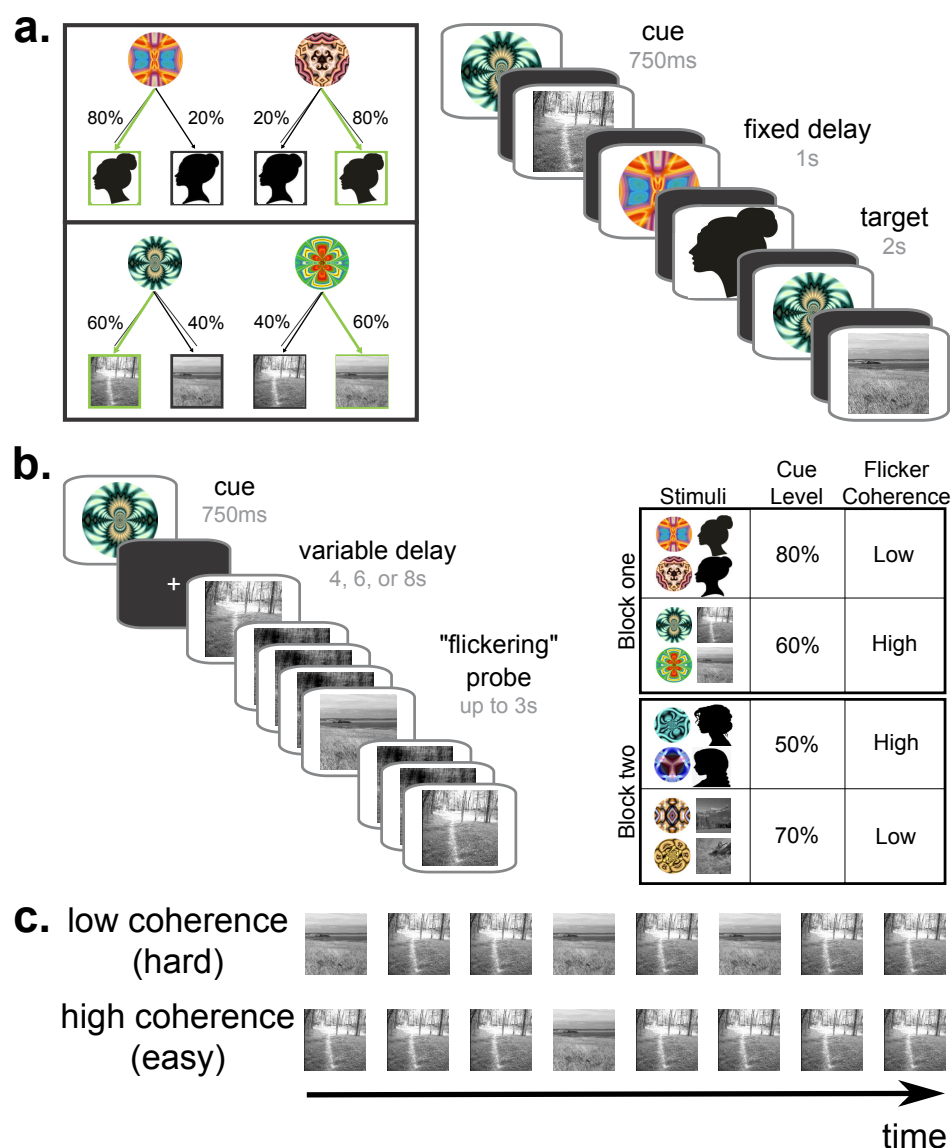 a.
80%
20%
20%
80%
60%
40%
40%
60%
cue
750ms
fixed delay
1s
target
2s
b.
cue
750ms
+
variable delay
4, 6, or 8s
"flickering"
probe
up to 3s
Stimuli
Cue
Level
Flicker
Coherence
Block one
80%
Low
60%
High
Block two
50%
High
70%
Low
c.
low coherence
(hard)
high coherence
(easy)
time